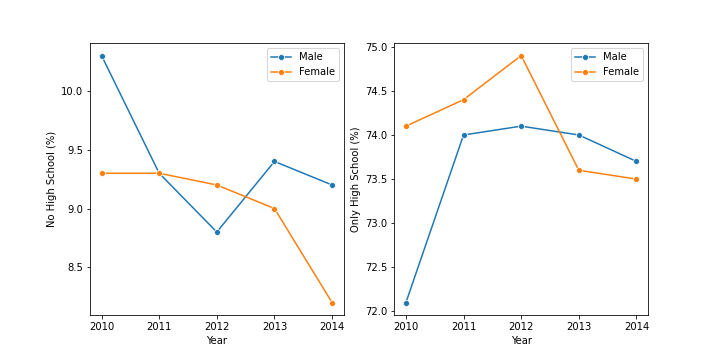 No High School (%)
10.0
9.5
9.0
8.5
2010 2011 2012 2013 2014
Year
Male
Female
Only High School (%)
75.0
74.5
74.0
73.5
73.0
72.5
72.0
2010 2011 2012 2013 2014
Year
Male
Female